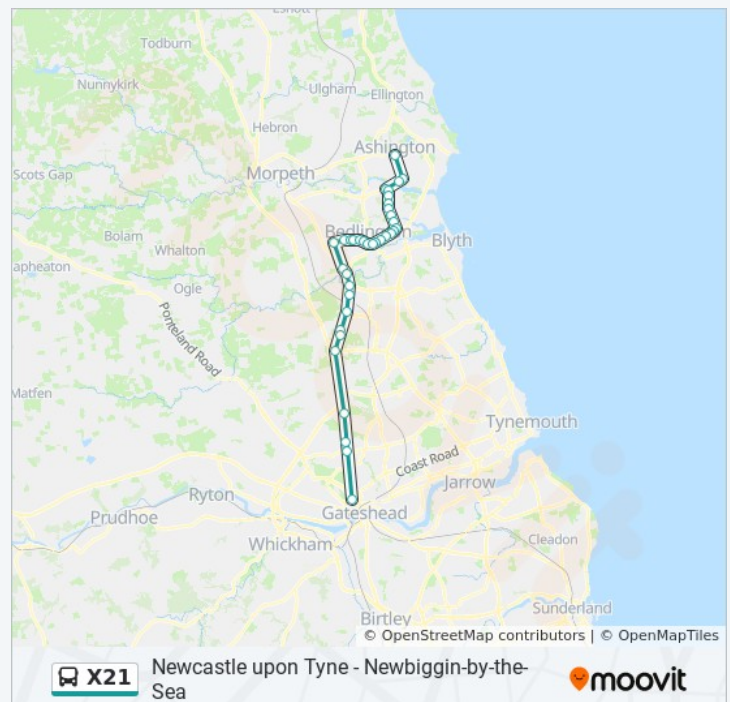 Todburn
Nunnykirk
Ulgham
Ellington
Hebron
Ashington
Morpeth
Scots Gap
Bedlington
Bolam
Whalton
Blyth
apheaton
Ogle
Ponteland Road
Matfen
Tynemouth
Coast Road
Jarrow
Ryton
Gateshead
Prudhoe
Whickham
Cleadon
Sunderland
Birtley
© OpenStreetMap contributors | © OpenMapTiles
X21
Newcastle upon Tyne - Newbiggin-by-the-
Sea
moovit